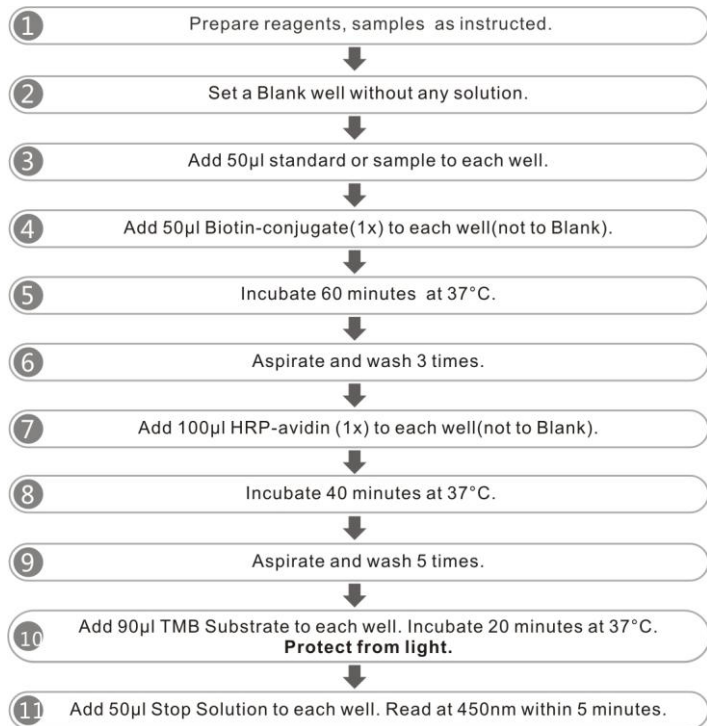 1 Prepare reagents, samples as instructed.
2 Set a Blank well without any solution.
3 Add 50μl standard or sample to each well.
4 Add 50μl Biotin-conjugate(1x) to each well(not to Blank).
5 Incubate 60 minutes at 37°C.
6 Aspirate and wash 3 times.
7 Add 100μl HRP-avidin (1x) to each well(not to Blank).
8 Incubate 40 minutes at 37°C.
9 Aspirate and wash 5 times.
10 Add 90μl TMB Substrate to each well. Incubate 20 minutes at 37°C.
Protect from light.
11 Add 50μl Stop Solution to each well. Read at 450nm within 5 minutes.